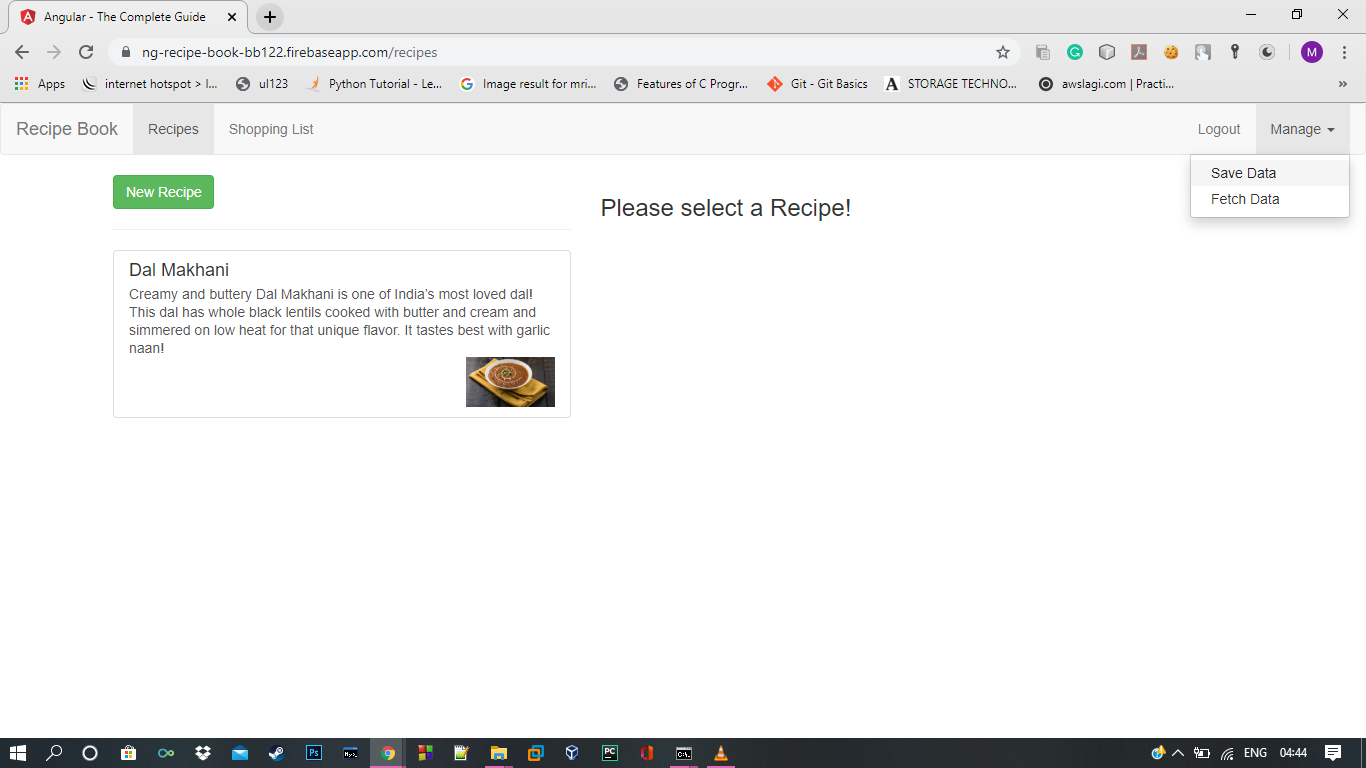 Angular - The Complete Guide
ng-recipe-book-bb122.firebaseapp.com/recipes
M
Apps
internet hotspot > l...
ul123
Python Tutorial - Le...
G
Image result for mri...
Features of C Progr...
Git - Git Basics
A
STORAGE TECHNO...
awslagi.com | Practi...
»
Recipe Book
Recipes
Shopping List
Logout
Manage
Save Data
Fetch Data
New Recipe
Please select a Recipe!
Dal Makhani
Creamy and buttery Dal Makhani is one of India’s most loved dal!
This dal has whole black lentils cooked with butter and cream and
simmered on low heat for that unique flavor. It tastes best with garlic
naan!
Ps
PC
ENG
04:44